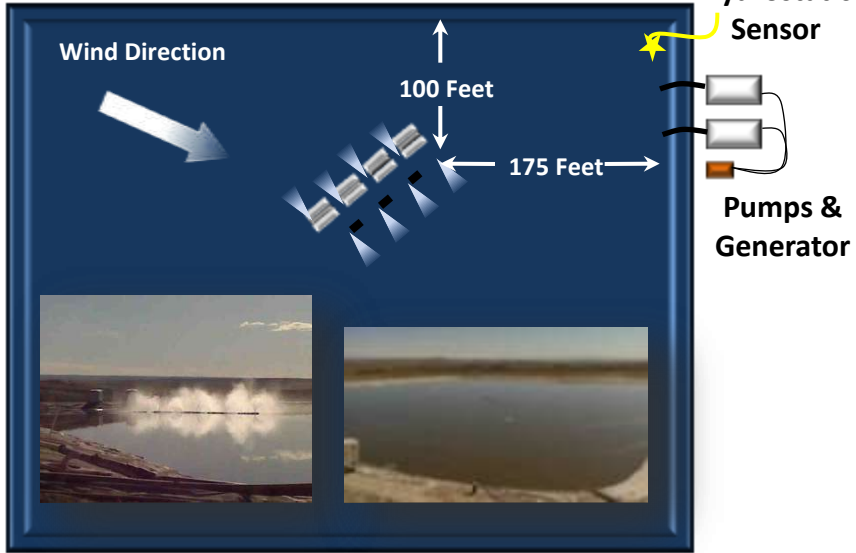 Sensor
Wind Direction
100 Feet
175 Feet
Pumps &
Generator